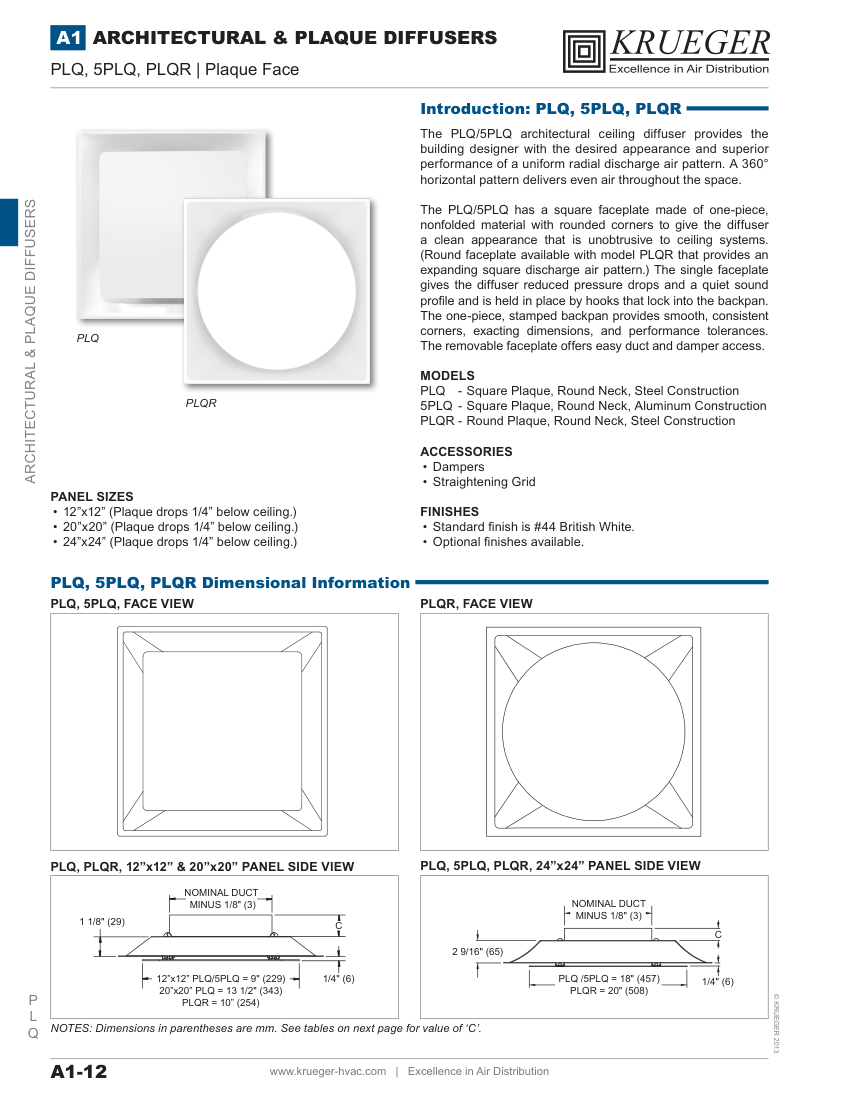 A1 ARCHITECTURAL & PLAQUE DIFFUSERS
PLQ, 5PLQ, PLQR | Plaque Face
KRUEGER
Excellence in Air Distribution
ARCHITECTURAL & PLAQUE DIFFUSERS
PLQ
PLQR
PANEL SIZES
• 12”x12” (Plaque drops 1/4” below ceiling.)
• 20”x20” (Plaque drops 1/4” below ceiling.)
• 24”x24” (Plaque drops 1/4” below ceiling.)
Introduction: PLQ, 5PLQ, PLQR
The PLQ/5PLQ architectural ceiling diffuser provides the
building designer with the desired appearance and superior
performance of a uniform radial discharge air pattern. A 360°
horizontal pattern delivers even air throughout the space.
The PLQ/5PLQ has a square faceplate made of one-piece,
nonfolded material with rounded corners to give the diffuser
a clean appearance that is unobtrusive to ceiling systems.
(Round faceplate available with model PLQR that provides an
expanding square discharge air pattern.) The single faceplate
gives the diffuser reduced pressure drops and a quiet sound
profile and is held in place by hooks that lock into the backpan.
The one-piece, stamped backpan provides smooth, consistent
corners, exacting dimensions, and performance tolerances.
The removable faceplate offers easy duct and damper access.
MODELS
PLQ - Square Plaque, Round Neck, Steel Construction
5PLQ - Square Plaque, Round Neck, Aluminum Construction
PLQR - Round Plaque, Round Neck, Steel Construction
ACCESSORIES
• Dampers
• Straightening Grid
FINISHES
• Standard finish is #44 British White.
• Optional finishes available.
PLQ, 5PLQ, PLQR Dimensional Information
PLQ, 5PLQ, FACE VIEW
PLQR, FACE VIEW
PLQ, PLQR, 12”x12” & 20”x20” PANEL SIDE VIEW
NOMINAL DUCT
MINUS 1/8" (3)
1 1/8" (29)
C
12”x12” PLQ/5PLQ = 9" (229)
20”x20” PLQ = 13 1/2" (343)
PLQR = 10” (254)
1/4" (6)
PLQ, 5PLQ, PLQR, 24”x24” PANEL SIDE VIEW
NOMINAL DUCT
MINUS 1/8" (3)
C
2 9/16" (65)
PLQ /5PLQ = 18" (457)
PLQR = 20" (508)
1/4" (6)
NOTES: Dimensions in parentheses are mm. See tables on next page for value of ‘C’.
P
L
Q
© KRUEGER 2013
A1-12
www.krueger-hvac.com | Excellence in Air Distribution